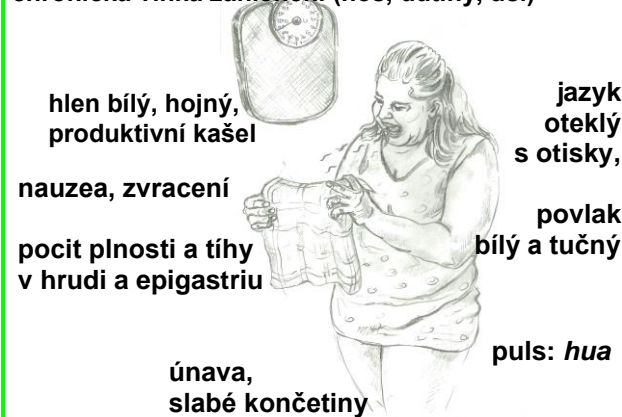 hlen bílý, hojný,
produktivní kašel
nauzea, zvracení
pocit plnosti a tíhy
v hrudi a epigastriu
únava,
slabé končetiny
jazyk
oteklý
s otisky,
povlak
bílý a tučný
puls: hua